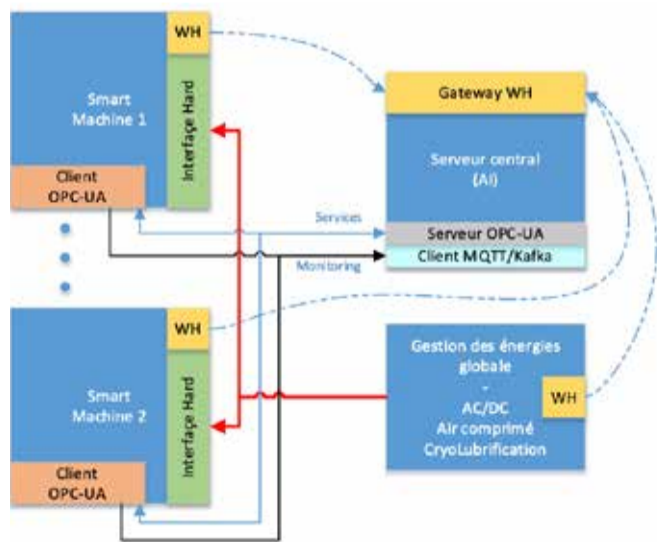 WH
Smart
Machine 1
Interfaçe Hard
Client
OPC-UA
Gateway WH
Serveur central
(AI)
Serveur OPC-UA
Client MQTT/Kafka
Services
Monitoring
WH
Smart
Machine 2
Interfaçe Hard
Client
OPC-UA
Gestion des énergies
globale
-
AC/DC
Air comprimé
CryoLubrification
WH